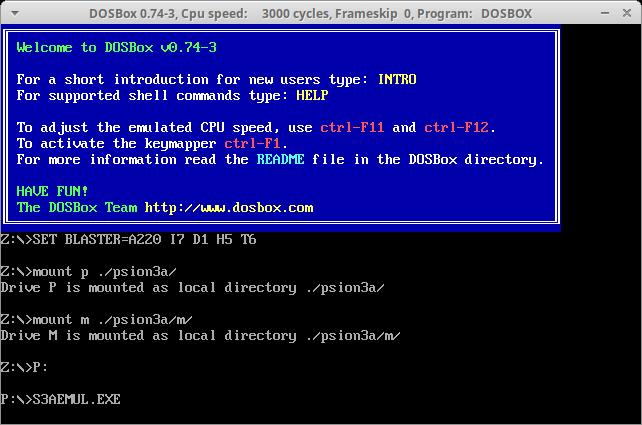 DOSBox 0.74-3, Cpu speed: 3000 cycles, Frameskip 0, Program: DOSBOX
Welcome to DOSBox v0.74-3
For a short introduction for new users type: INTRO
For supported shell commands type: HELP
To adjust the emulated CPU speed, use ctrl-F11 and ctrl-F12.
To activate the keymapper ctrl-F1.
For more information read the README file in the DOSBox directory.
HAVE FUN!
The DOSBox Team http://www.dosbox.com
Z:\>SET BLASTER=A220 I7 D1 H5 T6
Z:\>mount p ./psion3a/
Drive P is mounted as local directory ./psion3a/
Z:\>mount m ./psion3a/m/
Drive M is mounted as local directory ./psion3a/m/
Z:\>P:
P:\>S3AEMUL.EXE